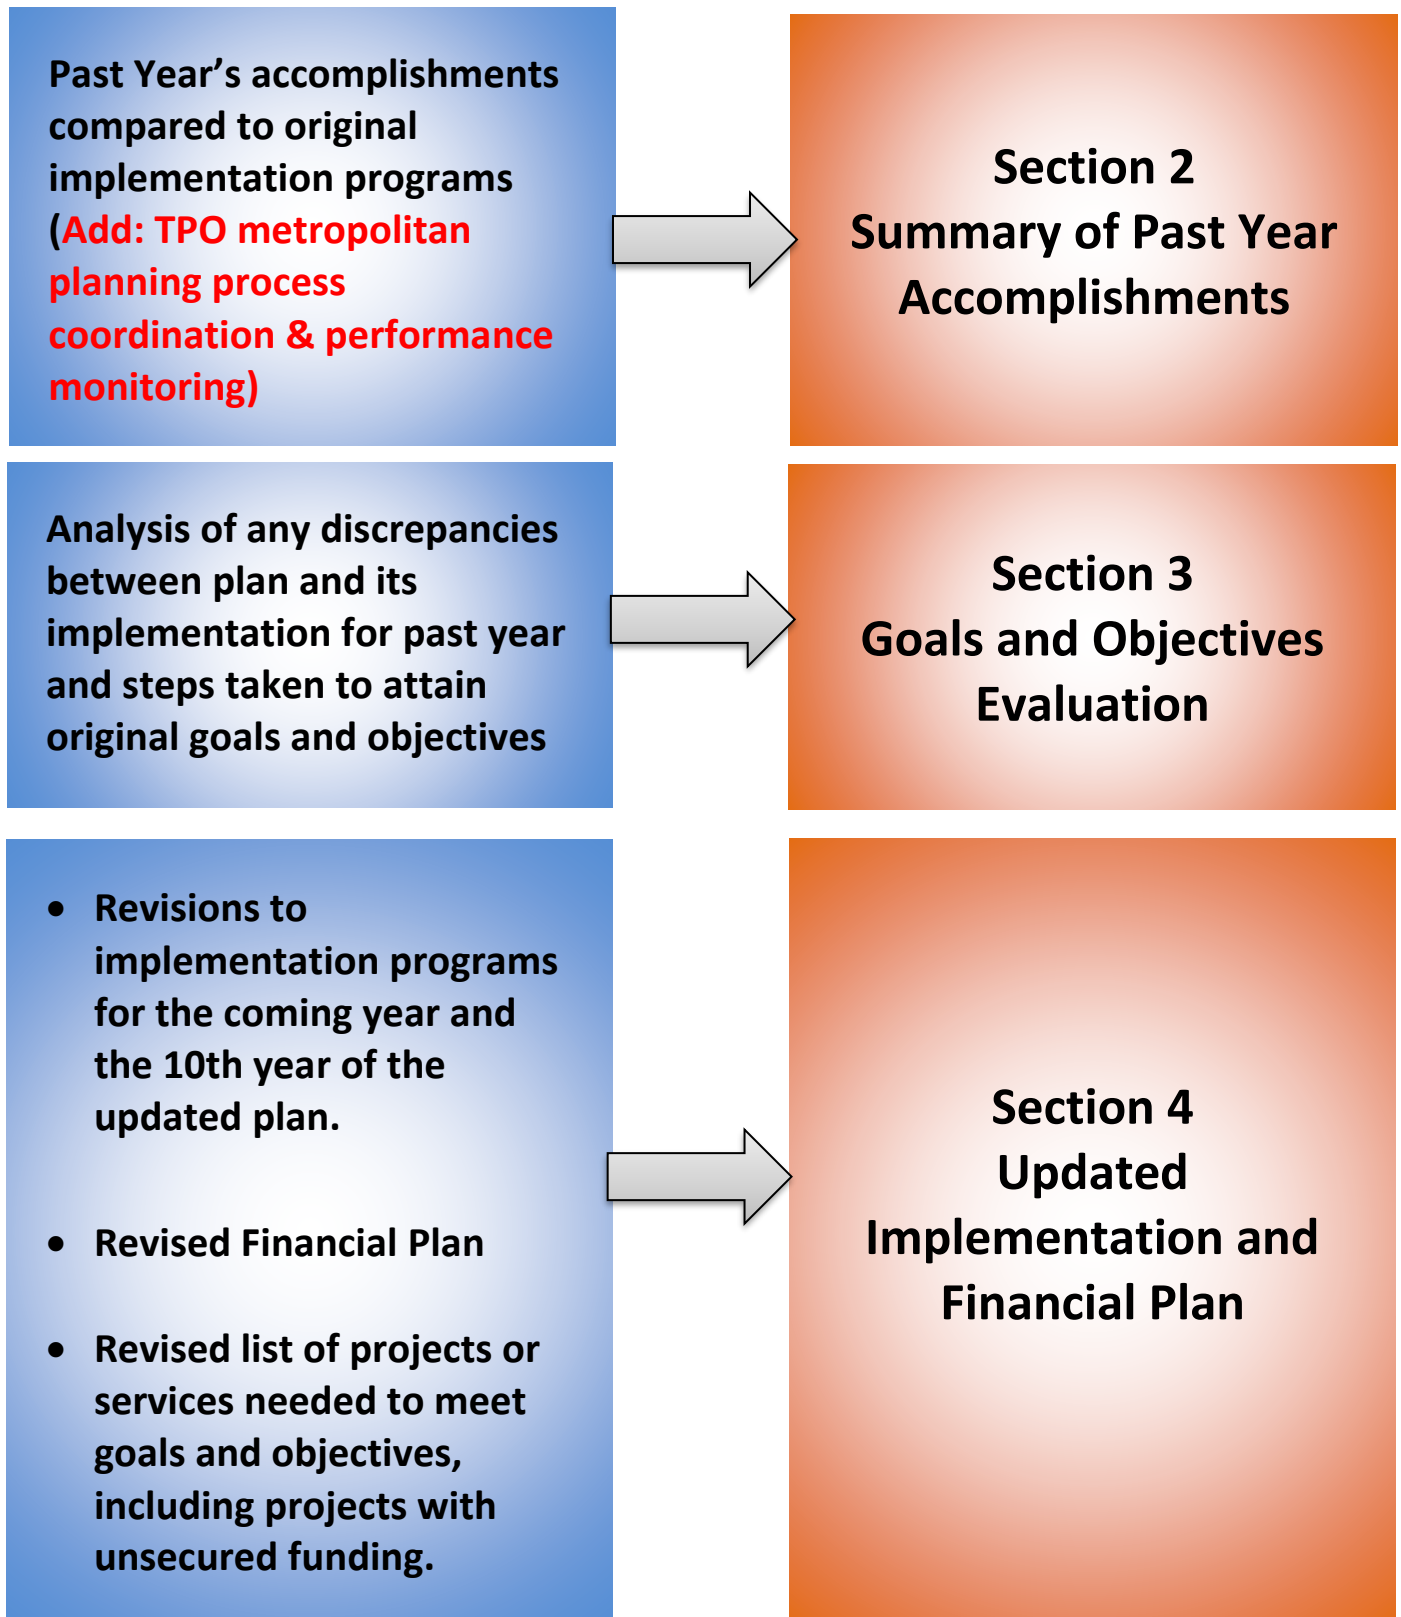 Past Year’s accomplishments
compared to original
implementation programs
(Add: TPO metropolitan
planning process
coordination & performance
monitoring)
Section 2
Summary of Past Year
Accomplishments
Analysis of any discrepancies
between plan and its
implementation for past year
and steps taken to attain
original goals and objectives
Section 3
Goals and Objectives
Evaluation
• Revisions to
implementation programs
for the coming year and
the 10th year of the
updated plan.
• Revised Financial Plan
• Revised list of projects or
services needed to meet
goals and objectives,
including projects with
unsecured funding.
Section 4
Updated
Implementation and
Financial Plan